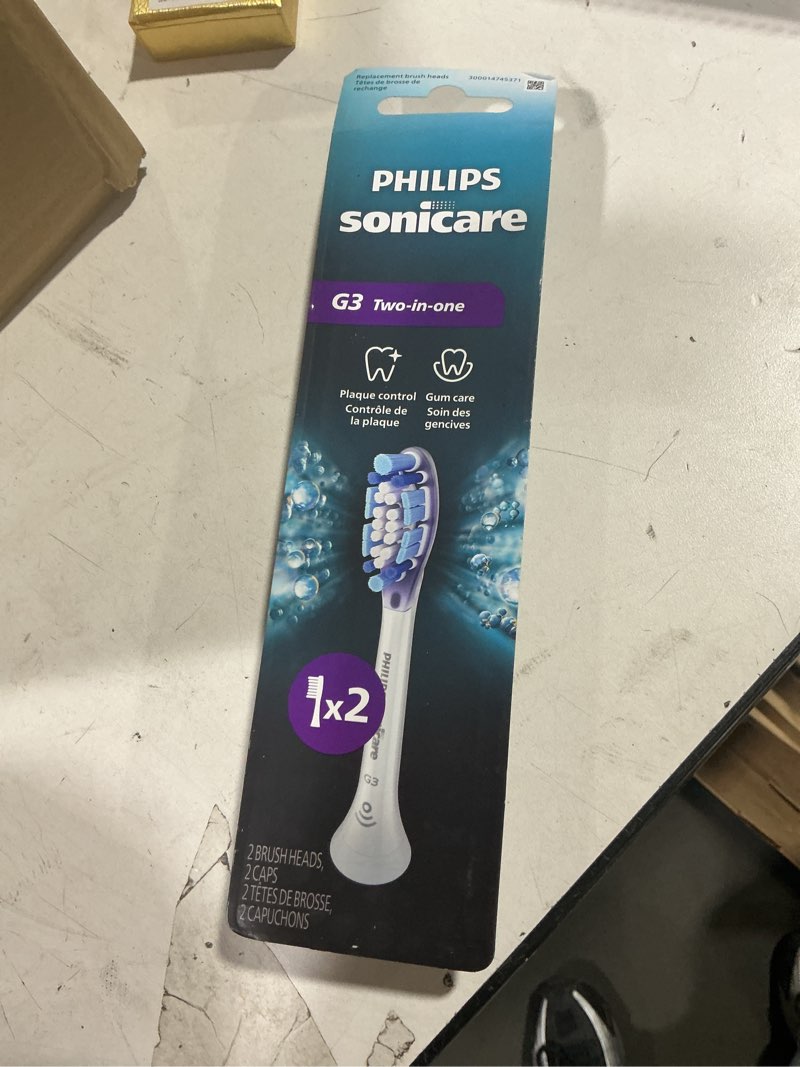 Replacement brush heads
Têtes de brosse de
rechange
300014745371
PHILIPS
sonicare
G3 Two-in-one
Plaque control
Contrôle de
la plaque
Gum care
Soin des
gencives
x2
G3
2 BRUSH HEADS,
2 CAPS
2 TÊTES DE BROSSE,
2 CAPUCHONS